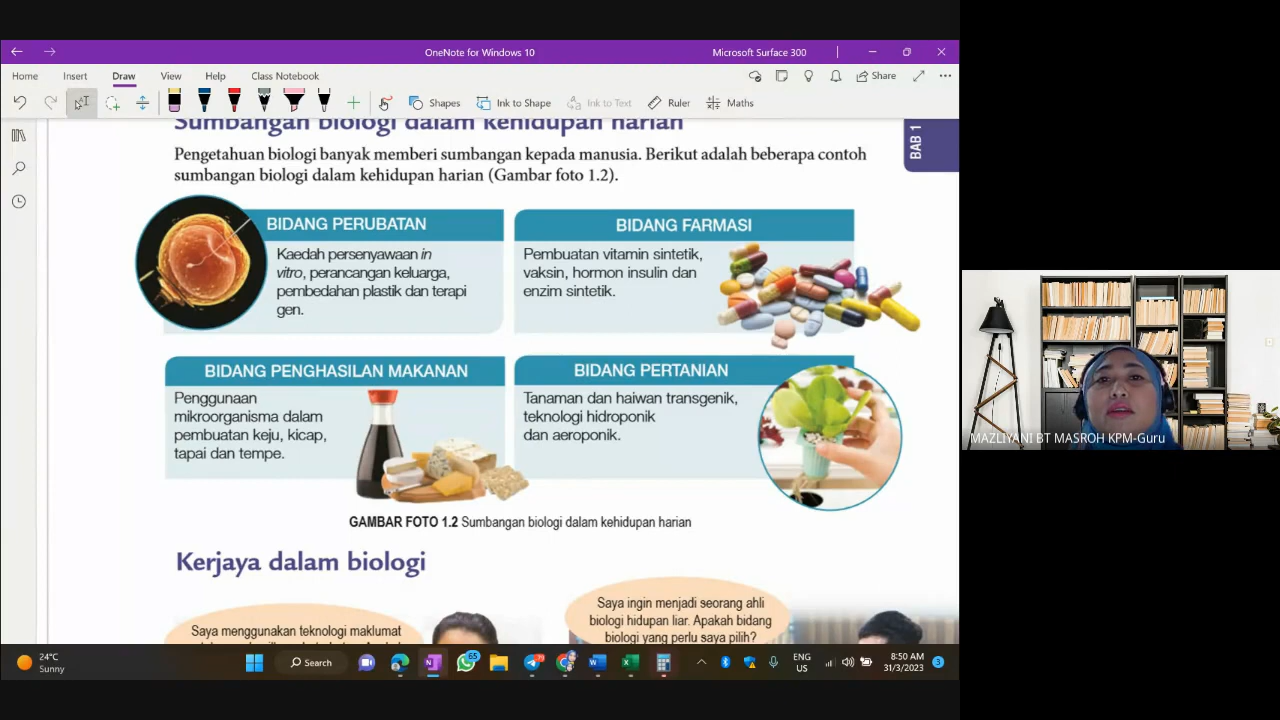 OneNote for Windows 10
Microsoft Surface 300
Home Insert Draw View Help Class Notebook
Share
Shapes Ink to Shape Ink to Text Ruler Maths
Sumbangan biologi dalam kehidupan harian
BAB 1
Pengetahuan biologi banyak memberi sumbangan kepada manusia. Berikut adalah beberapa contoh
sumbangan biologi dalam kehidupan harian (Gambar foto 1.2).
BIDANG PERUBATAN
Kaedah persenyawaan in
vitro, perancangan keluarga,
pembedahan plastik dan terapi
gen.
BIDANG FARMASI
Pembuatan vitamin sintetik,
vaksin, hormon insulin dan
enzim sintetik.
BIDANG PENGHASILAN MAKANAN
Penggunaan
mikroorganisma dalam
pembuatan keju, kicap,
tapai dan tempe.
BIDANG PERTANIAN
Tanaman dan haiwan transgenik,
teknologi hidroponik
dan aeroponik.
GAMBAR FOTO 1.2 Sumbangan biologi dalam kehidupan harian
Kerjaya dalam biologi
Saya menggunakan teknologi maklumat
Saya ingin menjadi seorang ahli
biologi hidupan liar. Apakah bidang
biologi yang perlu saya pilih?
MAZLIYANI BT MASROH KPM-Guru
24°C
Sunny
Search
65
ENG
US
8:50 AM
31/3/2023
3